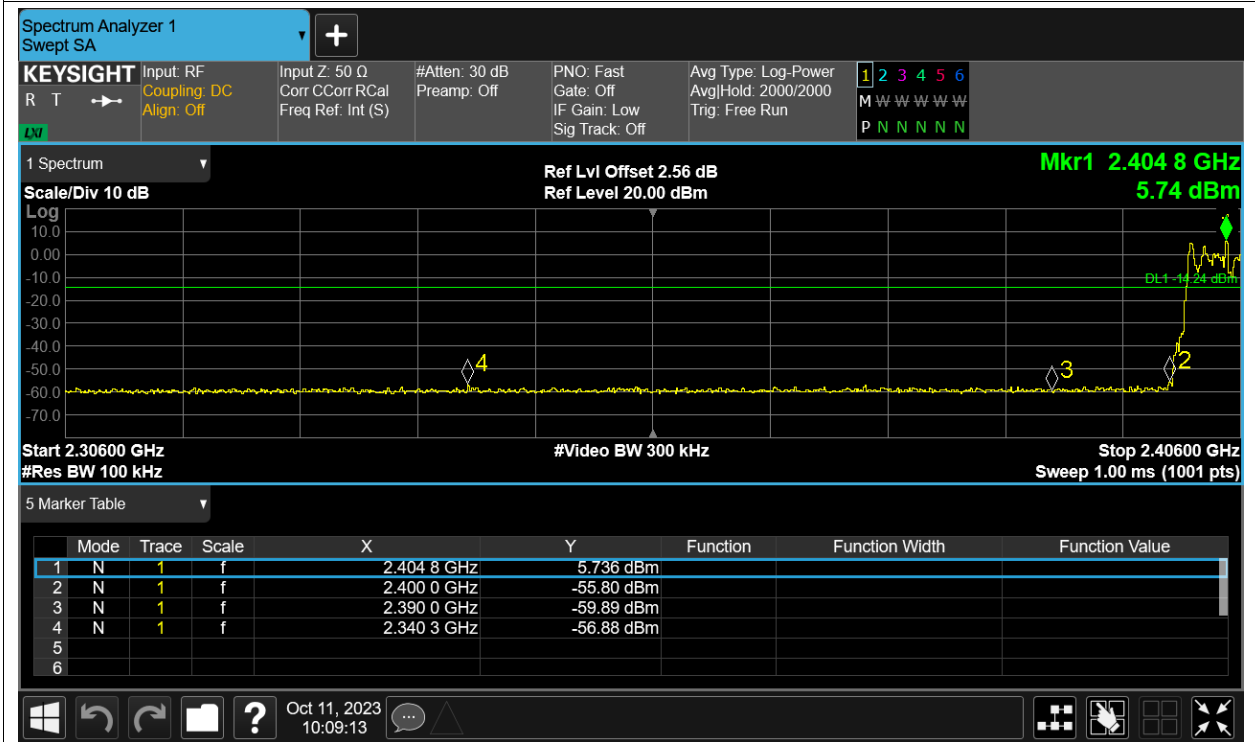 Spectrum Analyzer 1
Swept SA
+
KEYSIGHT Input: RF Input Z: 50 Ω #Atten: 30 dB PNO: Fast Avg Type: Log-Power 1 2 3 4 5 6
R T Coupling: DC Corr CCorr RCal Preamp: Off Gate: Off Avg|Hold: 2000/2000 M W W W W W
Align: Off Freq Ref: Int (S) IF Gain: Low Trig: Free Run
LXI Sig Track: Off P N N N N N
1 Spectrum Ref Lvl Offset 2.56 dB Mkr1 2.404 8 GHz
Scale/Div 10 dB Ref Level 20.00 dBm 5.74 dBm
Log
10.0
0.00
-10.0 DL1 -14.24 dBm
-20.0
-30.0
-40.0
-50.0 4 3 2
-60.0
-70.0
Start 2.30600 GHz #Video BW 300 kHz Stop 2.40600 GHz
#Res BW 100 kHz Sweep 1.00 ms (1001 pts)
5 Marker Table
Mode Trace Scale X Y Function Function Width Function Value
1 N 1 f 2.404 8 GHz 5.736 dBm
2 N 1 f 2.400 0 GHz -55.80 dBm
3 N 1 f 2.390 0 GHz -59.89 dBm
4 N 1 f 2.340 3 GHz -56.88 dBm
5
6
? Oct 11, 2023
10:09:13